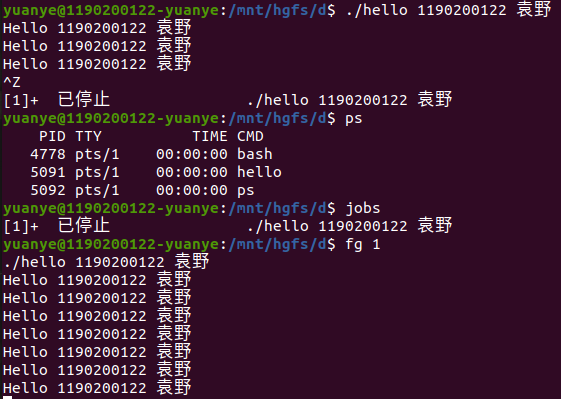 yuanye@1190200122-yuanye:/mnt/hgfs/d$ ./hello 1190200122 袁野
Hello 1190200122 袁野
Hello 1190200122 袁野
Hello 1190200122 袁野
^Z
[1]+  已停止               ./hello 1190200122 袁野
yuanye@1190200122-yuanye:/mnt/hgfs/d$ ps
    PID TTY          TIME CMD
   4778 pts/1    00:00:00 bash
   5091 pts/1    00:00:00 hello
   5092 pts/1    00:00:00 ps
yuanye@1190200122-yuanye:/mnt/hgfs/d$ jobs
[1]+  已停止               ./hello 1190200122 袁野
yuanye@1190200122-yuanye:/mnt/hgfs/d$ fg 1
./hello 1190200122 袁野
Hello 1190200122 袁野
Hello 1190200122 袁野
Hello 1190200122 袁野
Hello 1190200122 袁野
Hello 1190200122 袁野
Hello 1190200122 袁野
Hello 1190200122 袁野